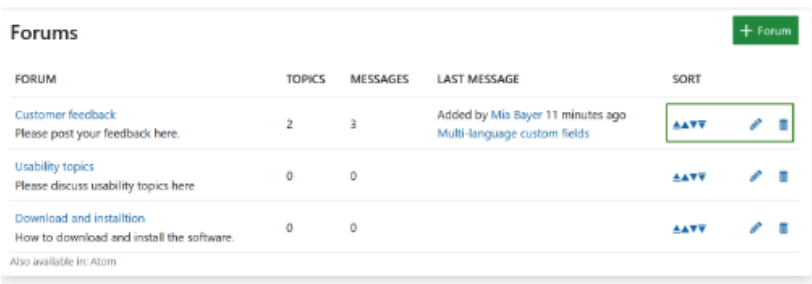 Forums
+ Forum
FORUM TOPICS MESSAGES LAST MESSAGE SORT
Customer feedback 2 3 Added by Mia Bayer 11 minutes ago
Please post your feedback here. Multi-language custom fields
Usability topics 0 0
Please discuss usability topics here
Download and installtion 0 0
How to download and install the software.
Also available in: Atom